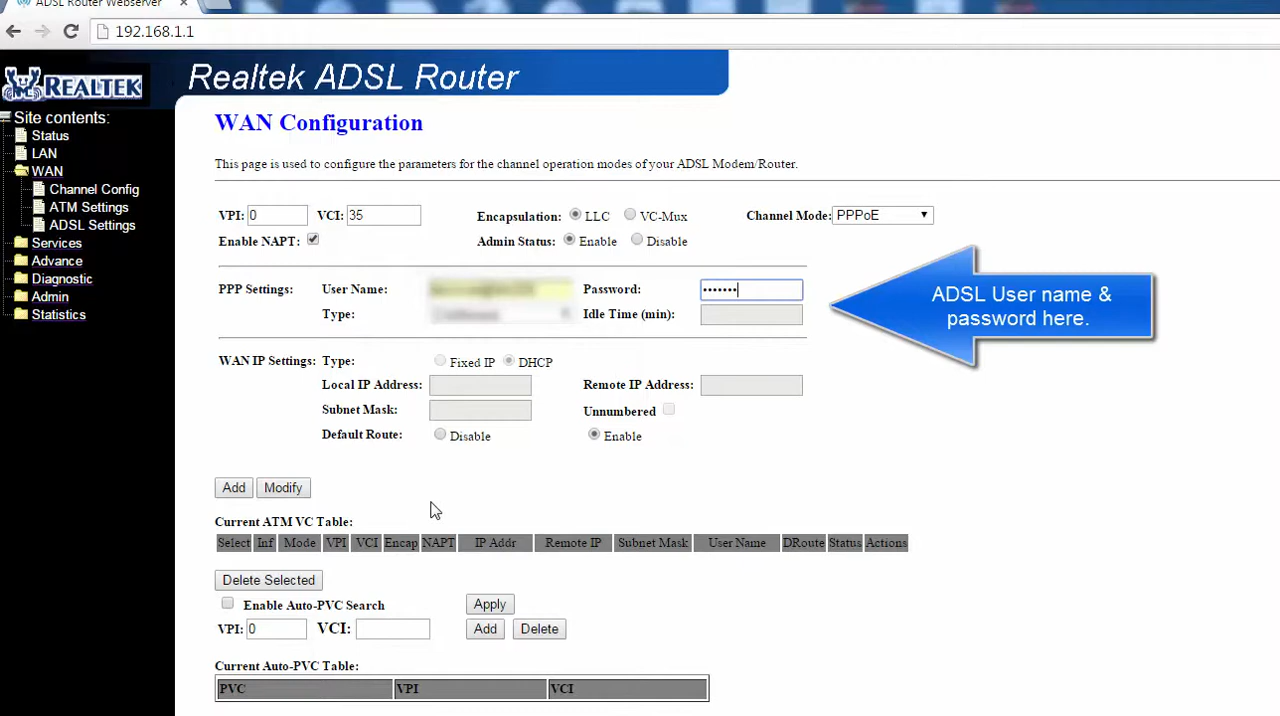 ADSL Router Webserver ×
192.168.1.1
REALTEK
Realtek ADSL Router
Site contents:
Status
LAN
WAN
Channel Config
ATM Settings
ADSL Settings
Services
Advance
Diagnostic
Admin
Statistics
WAN Configuration
This page is used to configure the parameters for the channel operation modes of your ADSL Modem/Router.
VPI: 0 VCI: 35 Encapsulation: LLC VC-Mux Channel Mode: PPPoE
Enable NAPT: Admin Status: Enable Disable
PPP Settings: User Name: Password: •••••••
Type: Idle Time (min):
ADSL User name &
password here.
WAN IP Settings: Type: Fixed IP DHCP
Local IP Address: Remote IP Address:
Subnet Mask: Unnumbered
Default Route: Disable Enable
Add Modify
Current ATM VC Table:
Select Inf Mode VPI VCI Encap NAPT IP Addr Remote IP Subnet Mask User Name DRoute Status Actions
Delete Selected
Enable Auto-PVC Search Apply
VPI: 0 VCI: Add Delete
Current Auto-PVC Table:
PVC VPI VCI